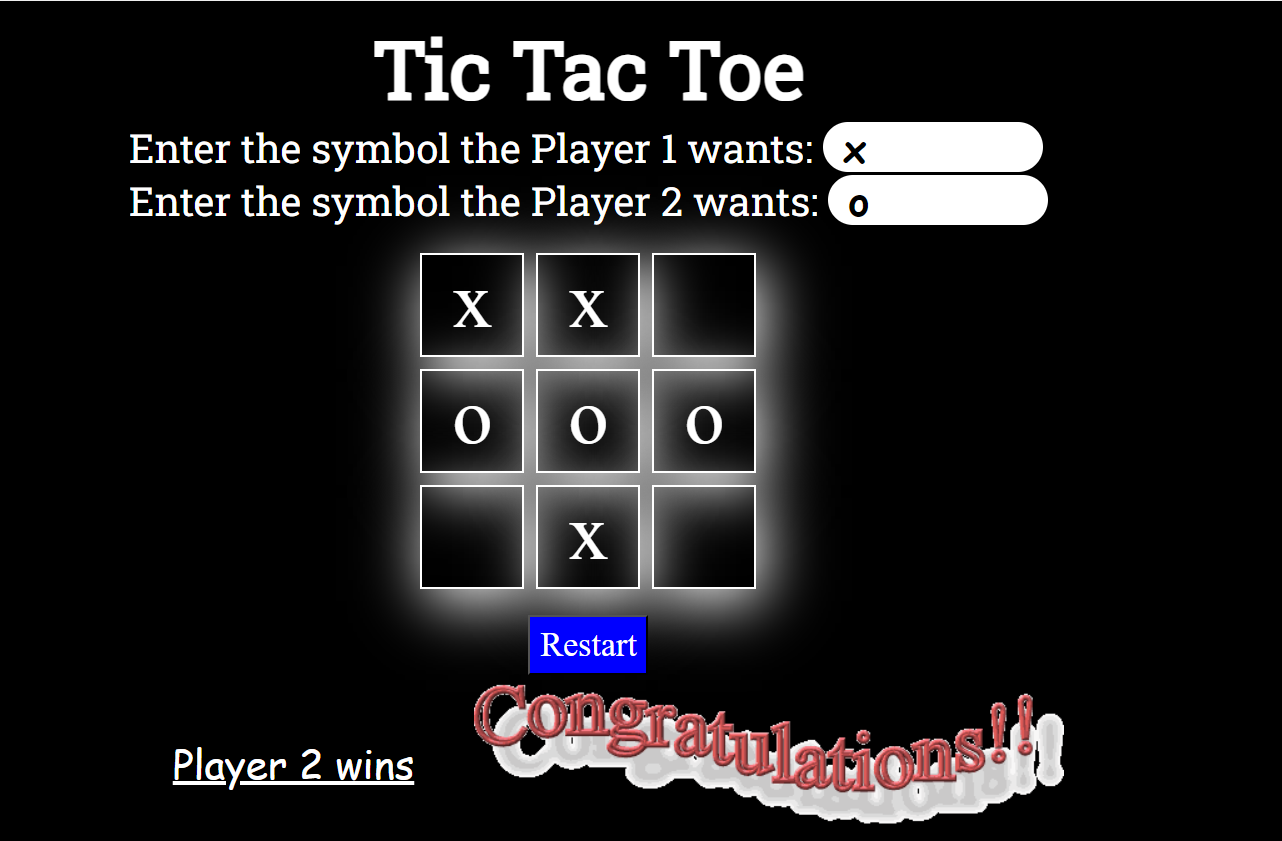 Tic Tac Toe
Enter the symbol the Player 1 wants: x
Enter the symbol the Player 2 wants: o
x x
o o o
x
Restart
Congratulations!!
Player 2 wins